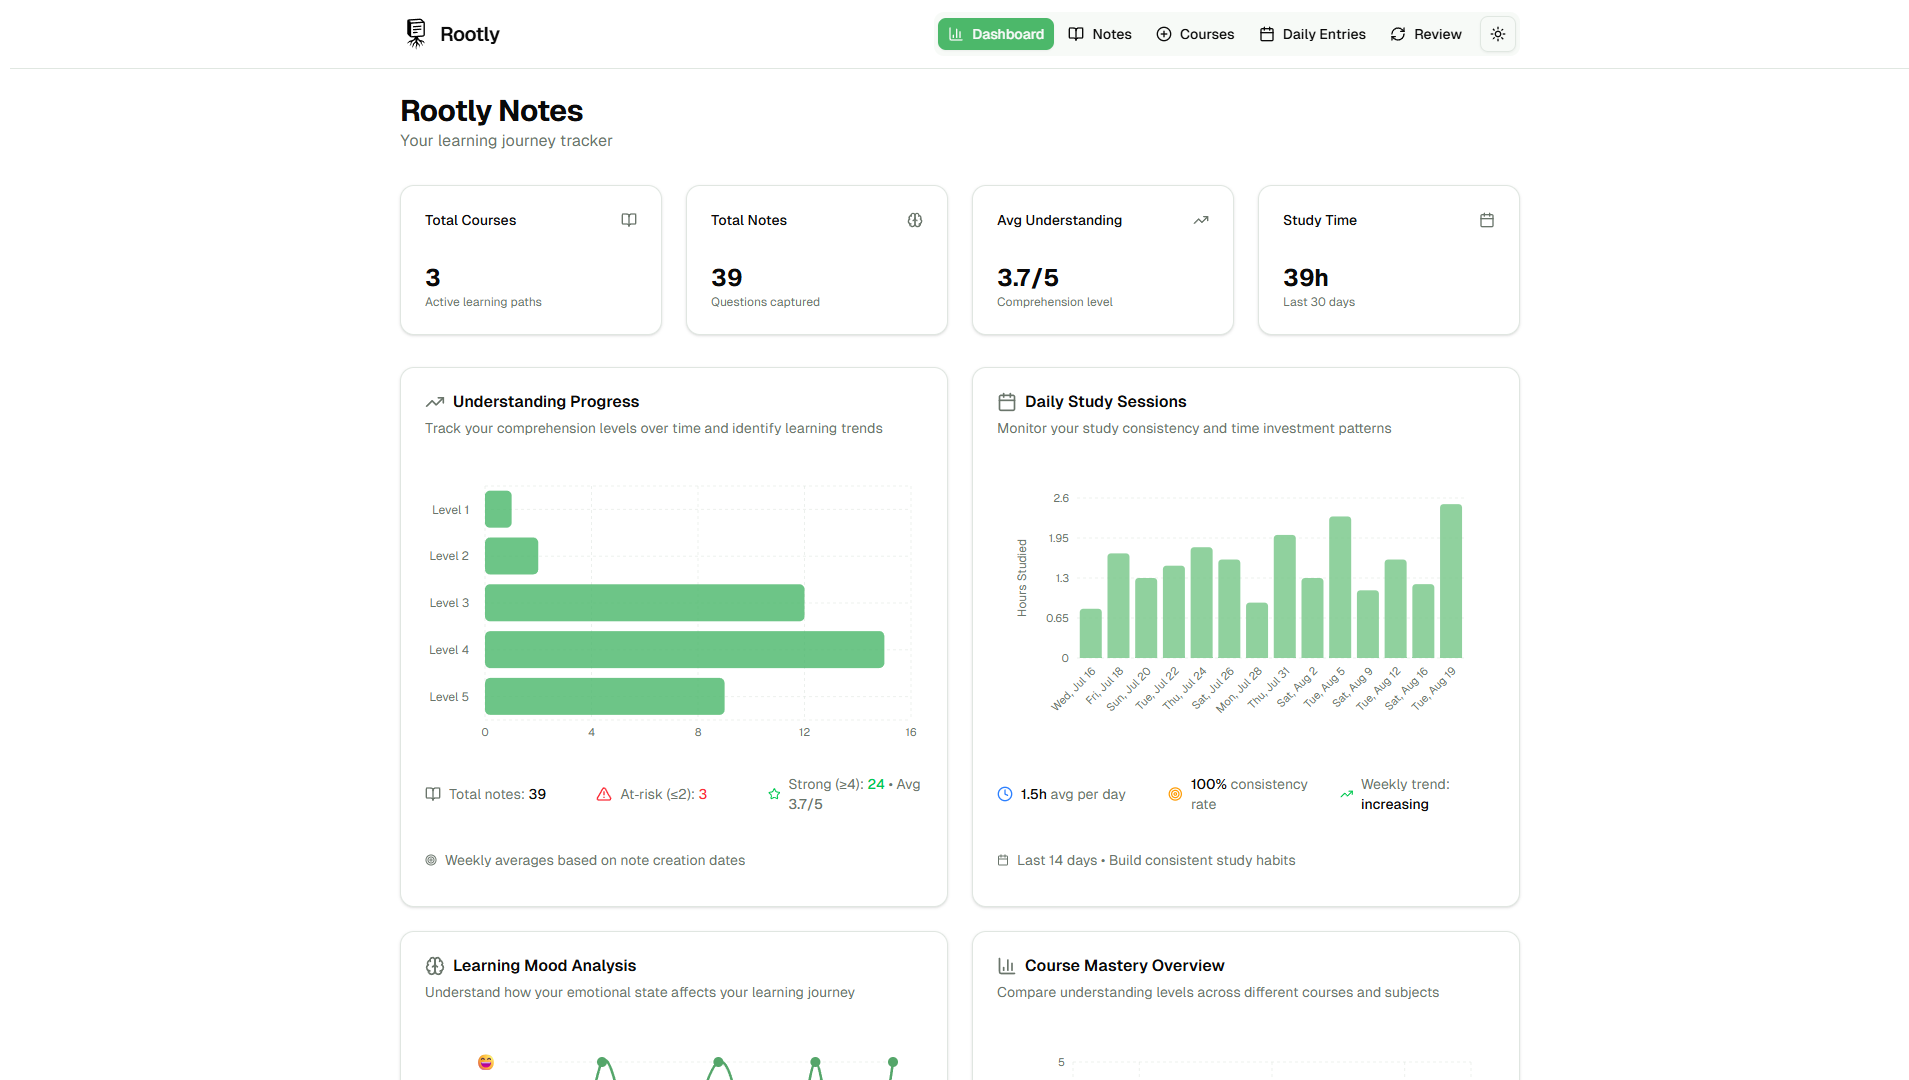 Rootly
Dashboard
Notes
Courses
Daily Entries
Review
Rootly Notes
Your learning journey tracker
Total Courses
3
Active learning paths
Total Notes
39
Questions captured
Avg Understanding
3.7/5
Comprehension level
Study Time
39h
Last 30 days
Understanding Progress
Track your comprehension levels over time and identify learning trends
Level 1
Level 2
Level 3
Level 4
Level 5
0 4 8 12 16
Total notes: 39
At-risk (≤2): 3
Strong (≥4): 24 • Avg
3.7/5
Weekly averages based on note creation dates
Daily Study Sessions
Monitor your study consistency and time investment patterns
Hours Studied
2.6
1.95
1.3
0.65
0
Wed, Jul 16
Fri, Jul 18
Sun, Jul 20
Tue, Jul 22
Thu, Jul 24
Sat, Jul 26
Mon, Jul 28
Thu, Jul 31
Sat, Aug 2
Tue, Aug 5
Sat, Aug 9
Tue, Aug 12
Sat, Aug 16
Tue, Aug 19
1.5h avg per day
100% consistency
rate
Weekly trend:
increasing
Last 14 days • Build consistent study habits
Learning Mood Analysis
Understand how your emotional state affects your learning journey
Course Mastery Overview
Compare understanding levels across different courses and subjects
5